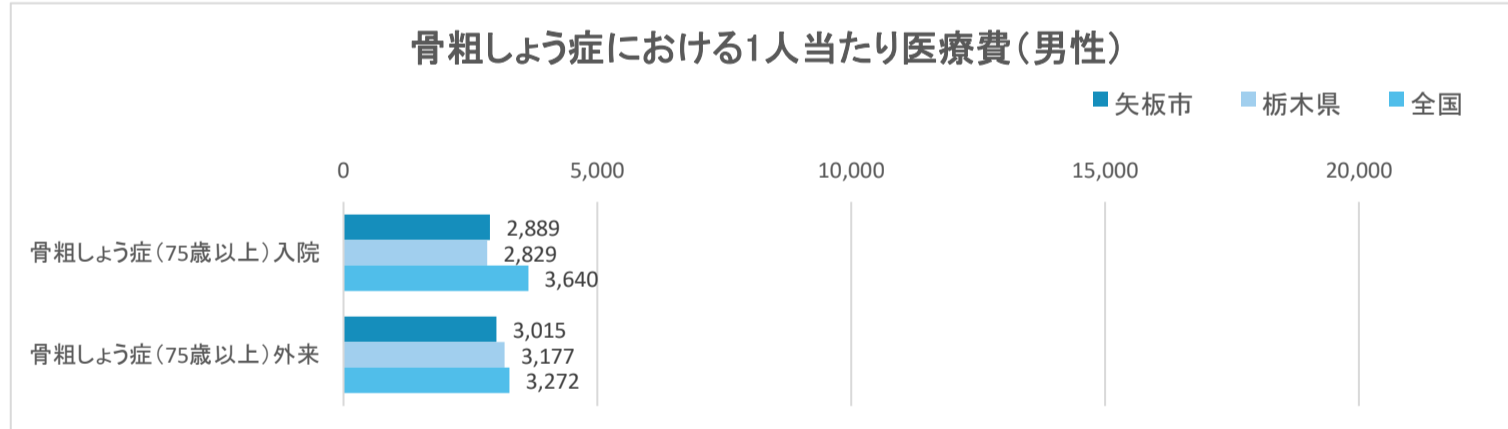 骨粗しょう症における1人当たり医療費(男性)
矢板市 栃木県 全国
0 5,000 10,000 15,000 20,000
骨粗しょう症(75歳以上)入院
2,889
2,829
3,640
骨粗しょう症(75歳以上)外来
3,015
3,177
3,272